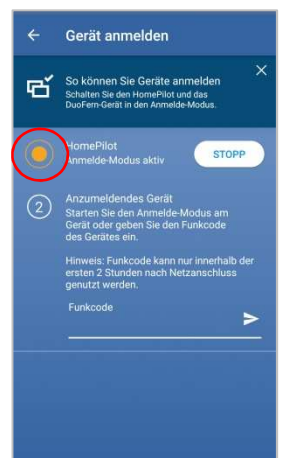 Gerät anmelden
So können Sie Geräte anmelden
Schalten Sie den HomePilot und das
DuoFern-Gerät in den Anmelde-Modus.
HomePilot
Anmelde-Modus aktiv
STOPP
2
Anzumeldendes Gerät
Starten Sie den Anmelde-Modus am
Gerät oder geben Sie den Funkcode
des Gerätes ein.
Hinweis: Funkcode kann nur innerhalb der
ersten 2 Stunden nach Netzanschluss
genutzt werden.
Funkcode